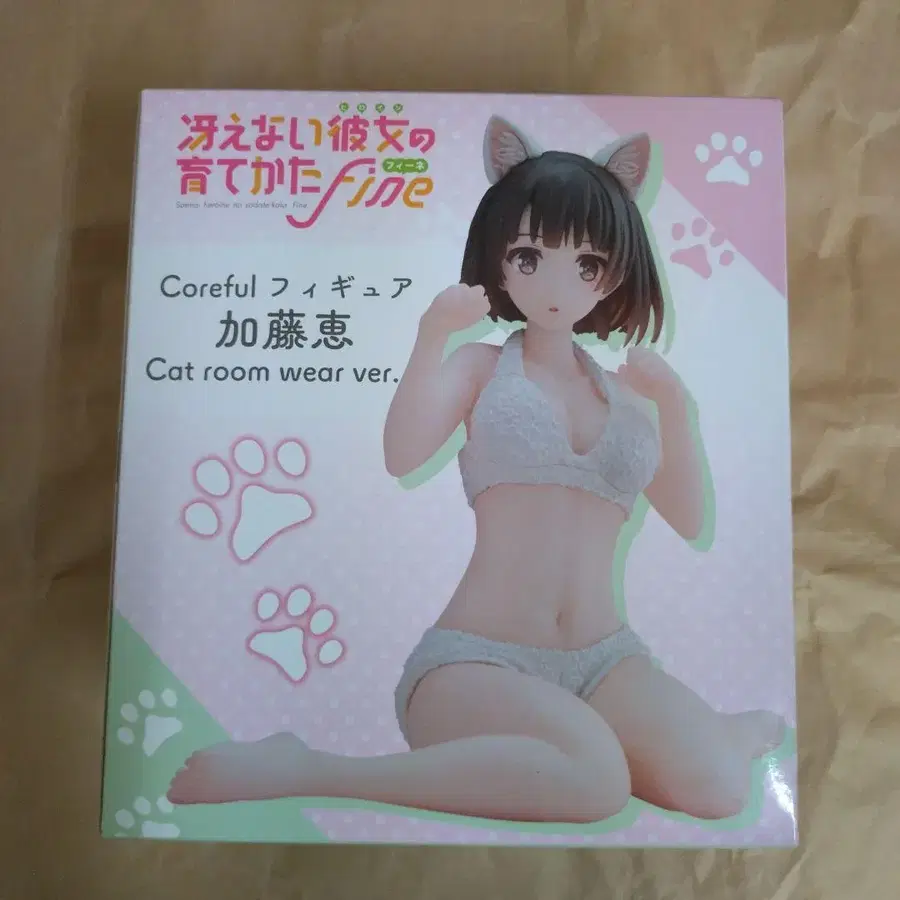 ヒロイン
冴えない彼女の
育てかた fine
フィーネ
Saenai heroine no sodate-kata Fine
Coreful フィギュア
加藤恵
Cat room wear ver.